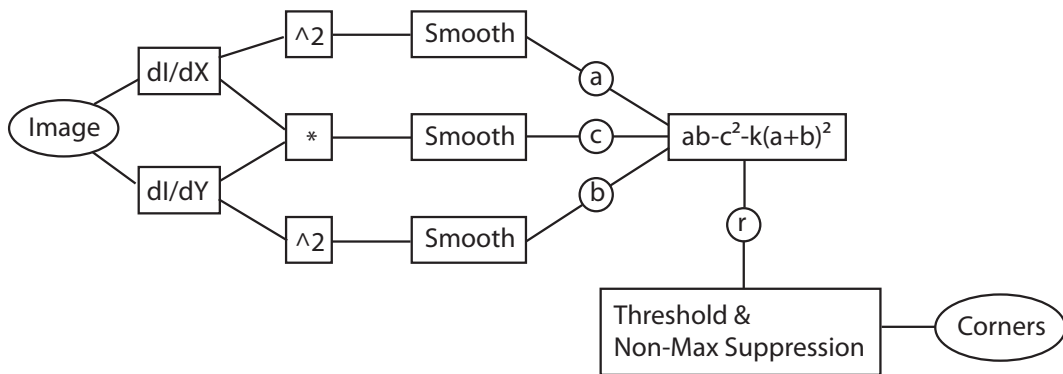 ^2
Smooth
dI/dX
a
Image
*
Smooth
c
ab-c²-k(a+b)²
dI/dY
b
^2
Smooth
r
Threshold &
Non-Max Suppression
Corners